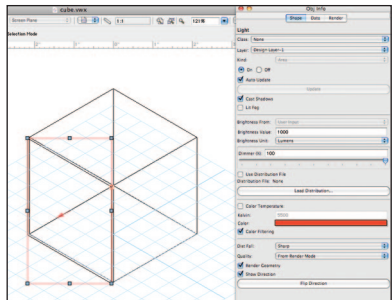 cube.vwx
Screen Plane
1:1
121%
Selection Mode
Obj Info
Shape
Data
Render
Light
Class: None
Layer: Design Layer-1
Kind: Area
On
Off
Auto Update
Update
Cast Shadows
Lit Fog
Brightness From:
Brightness Value: 1000
Brightness Unit: Lumens
Dimmer (%): 100
Use Distribution File
Distribution File: None
Load Distribution...
Color Temperature
Kelvin:
Color:
Color Filtering
Dist Fall: Sharp
Quality: From Render Mode
Render Geometry
Show Direction
Flip Direction